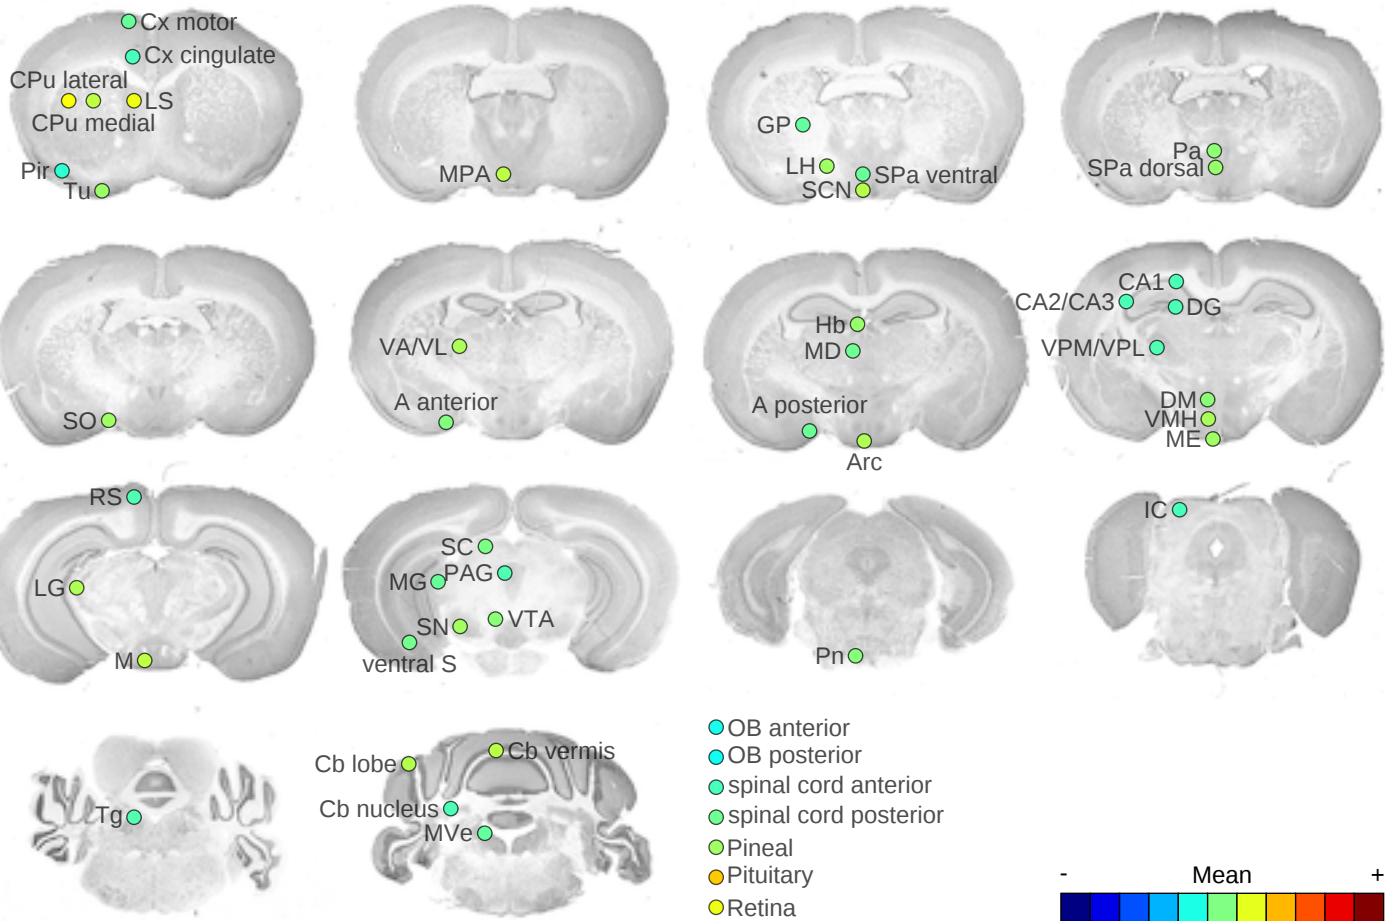 Cx motor
Cx cingulate
CPu lateral
LS
CPu medial
Pir
Tu
MPA
GP
LH
SPa ventral
SCN
Pa
SPa dorsal
SO
VA/VL
A anterior
Hb
MD
A posterior
Arc
CA1
CA2/CA3
DG
VPM/VPL
DM
VMH
ME
RS
LG
M
SC
MG
PAG
SN
VTA
ventral S
Pn
IC
Tg
Cb lobe
Cb vermis
Cb nucleus
MVe
OB anterior
OB posterior
spinal cord anterior
spinal cord posterior
Pineal
Pituitary
Retina
- Mean +